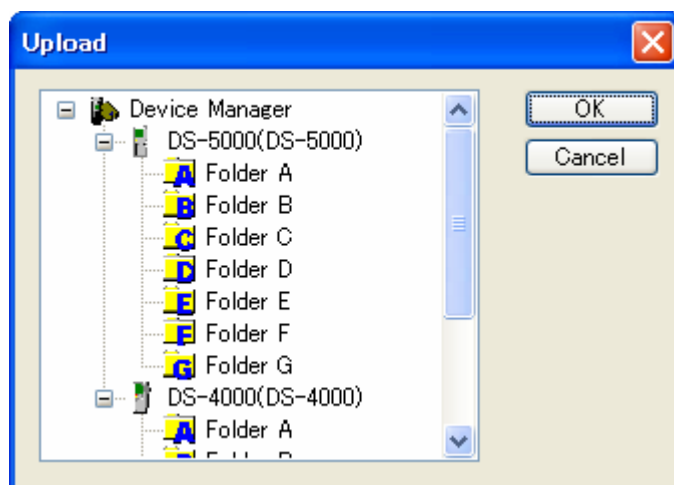 Upload
Device Manager
DS-5000(DS-5000)
A Folder A
B Folder B
C Folder C
D Folder D
E Folder E
F Folder F
G Folder G
DS-4000(DS-4000)
A Folder A
OK
Cancel